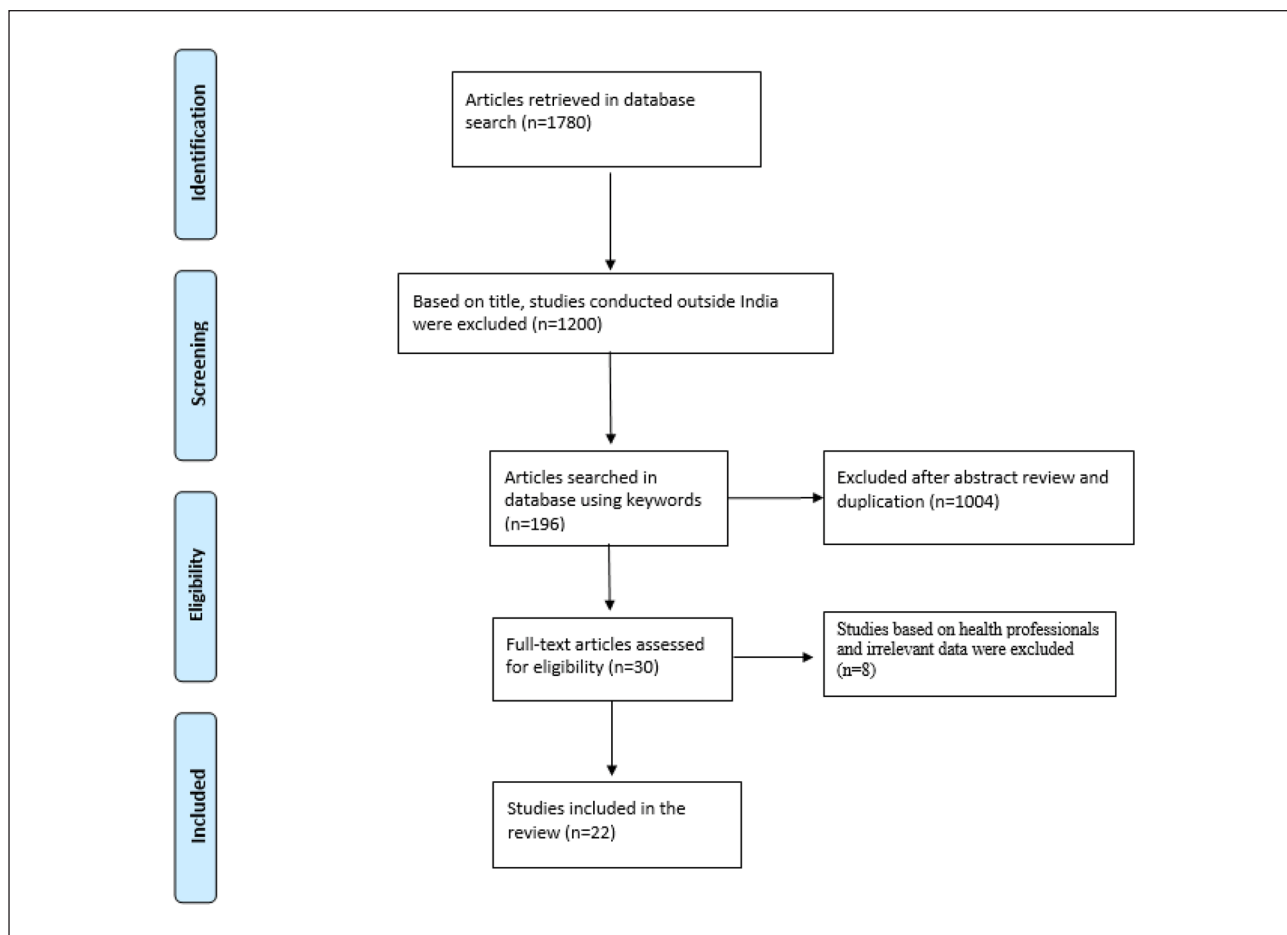 Identification
Articles retrieved in database
search (n=1780)
Screening
Based on title, studies conducted outside India
were excluded (n=1200)
Articles searched in
database using keywords
(n=196)
Excluded after abstract review and
duplication (n=1004)
Eligibility
Full-text articles assessed
for eligibility (n=30)
Studies based on health professionals
and irrelevant data were excluded
(n=8)
Included
Studies included in the
review (n=22)